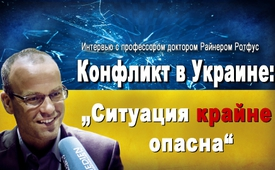 Интервью с профессором доктором Райнером Ротфус
Конфликт в Украине:
„Ситуация крайне
опасна“